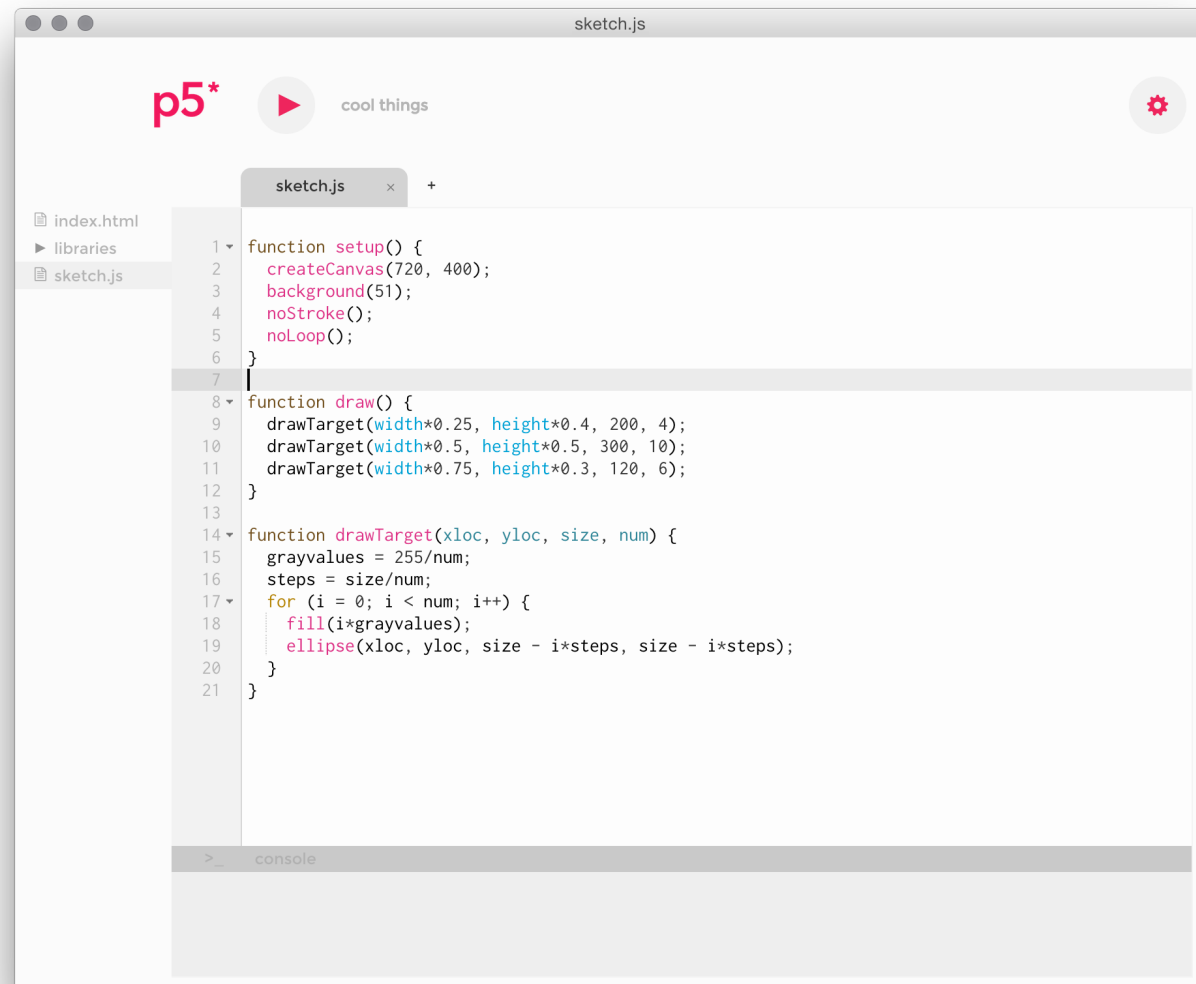 sketch.js
p5*
cool things
sketch.js × +
index.html
libraries
sketch.js
1 function setup() {
2   createCanvas(720, 400);
3   background(51);
4   noStroke();
5   noLoop();
6 }
7
8 function draw() {
9   drawTarget(width*0.25, height*0.4, 200, 4);
10   drawTarget(width*0.5, height*0.5, 300, 10);
11   drawTarget(width*0.75, height*0.3, 120, 6);
12 }
13
14 function drawTarget(xloc, yloc, size, num) {
15   grayvalues = 255/num;
16   steps = size/num;
17   for (i = 0; i < num; i++) {
18     fill(i*grayvalues);
19     ellipse(xloc, yloc, size - i*steps, size - i*steps);
20   }
21 }
>_ console